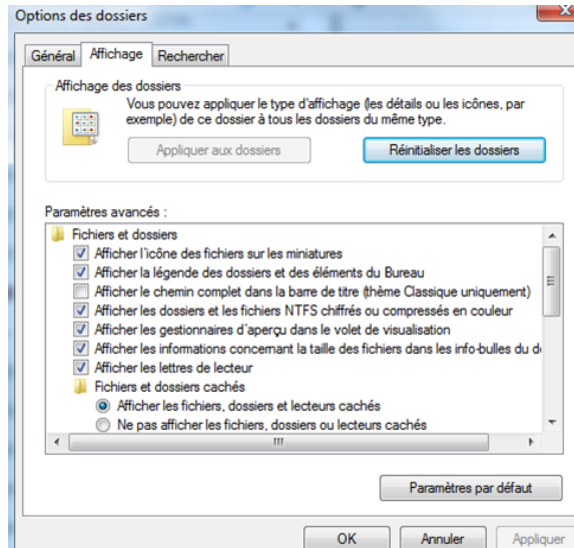 Options des dossiers
Général Affichage Rechercher
Affichage des dossiers
Vous pouvez appliquer le type d'affichage (les détails ou les icônes, par
exemple) de ce dossier à tous les dossiers du même type.
Appliquer aux dossiers Réinitialiser les dossiers
Paramètres avancés :
Fichiers et dossiers
Afficher l'icône des fichiers sur les miniatures
Afficher la légende des dossiers et des éléments du Bureau
Afficher le chemin complet dans la barre de titre (thème Classique uniquement)
Afficher les dossiers et les fichiers NTFS chiffrés ou compressés en couleur
Afficher les gestionnaires d'aperçu dans le volet de visualisation
Afficher les informations concernant la taille des fichiers dans les info-bulles du d
Afficher les lettres de lecteur
Fichiers et dossiers cachés
Afficher les fichiers, dossiers et lecteurs cachés
Ne pas afficher les fichiers, dossiers ou lecteurs cachés
Paramètres par défaut
OK Annuler Appliquer